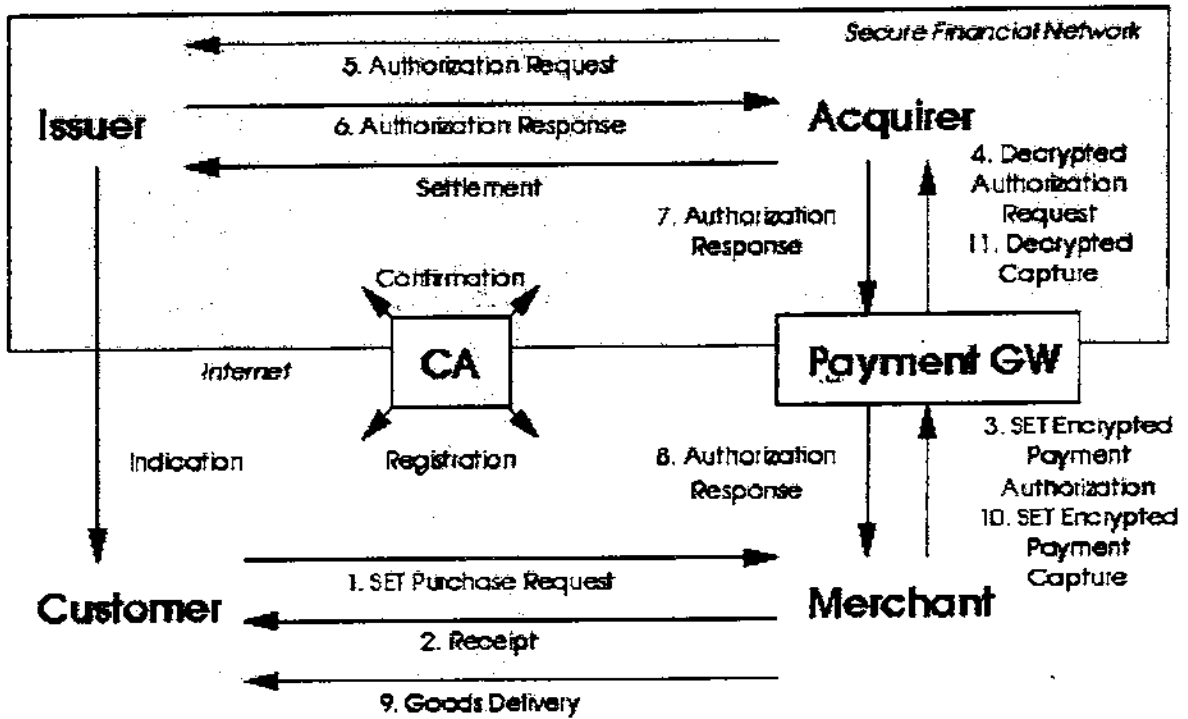 Secure Financial Network
5. Authorization Request
Issuer
6. Authorization Response
Acquirer
Settlement
4. Decrypted
Authorization
Request
11. Decrypted
Capture
7. Authorization
Response
Confirmation
CA
Payment GW
Internet
Indication
Registration
8. Authorization
Response
3. SET Encrypted
Payment
Authorization
10. SET Encrypted
Payment
Capture
1. SET Purchase Request
Customer
Merchant
2. Receipt
9. Goods Delivery